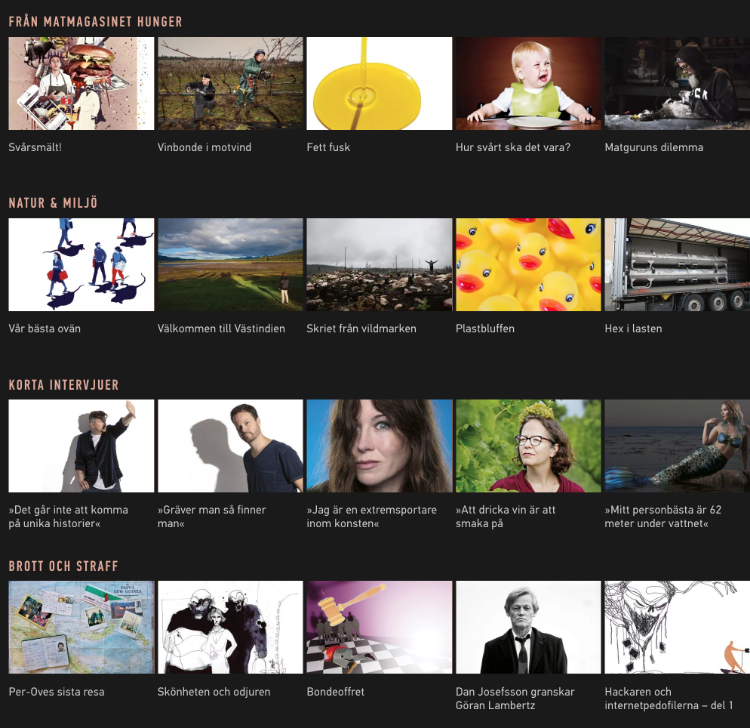 FRÅN MATMAGASINET HUNGER
Svårsmält!
Vinbonde i motvind
Fett fusk
Hur svårt ska det vara?
Matguruns dilemma
NATUR & MILJÖ
Vår bästa ovän
Välkommen till Västindien
Skriet från vildmarken
Plastbluffen
Hex i lasten
KORTA INTERVJUER
»Det går inte att komma
på unika historier«
»Gräver man så finner
man«
»Jag är en extremsportare
inom konsten«
»Att dricka vin är att
smaka på
»Mitt personbästa är 62
meter under vattnet«
BROTT OCH STRAFF
Per-Oves sista resa
Skönheten och odjuren
Bondeoffret
Dan Josefsson granskar
Göran Lambertz
Hackaren och
internetpedofilerna – del 1